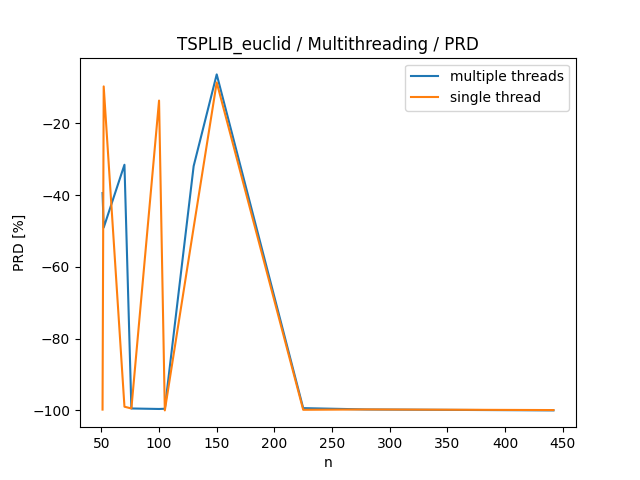 TSPLIB_euclid / Multithreading / PRD
multiple threads
single thread
PRD [%]
−20
−40
−60
−80
−100
50
100
150
200
250
300
350
400
450
n